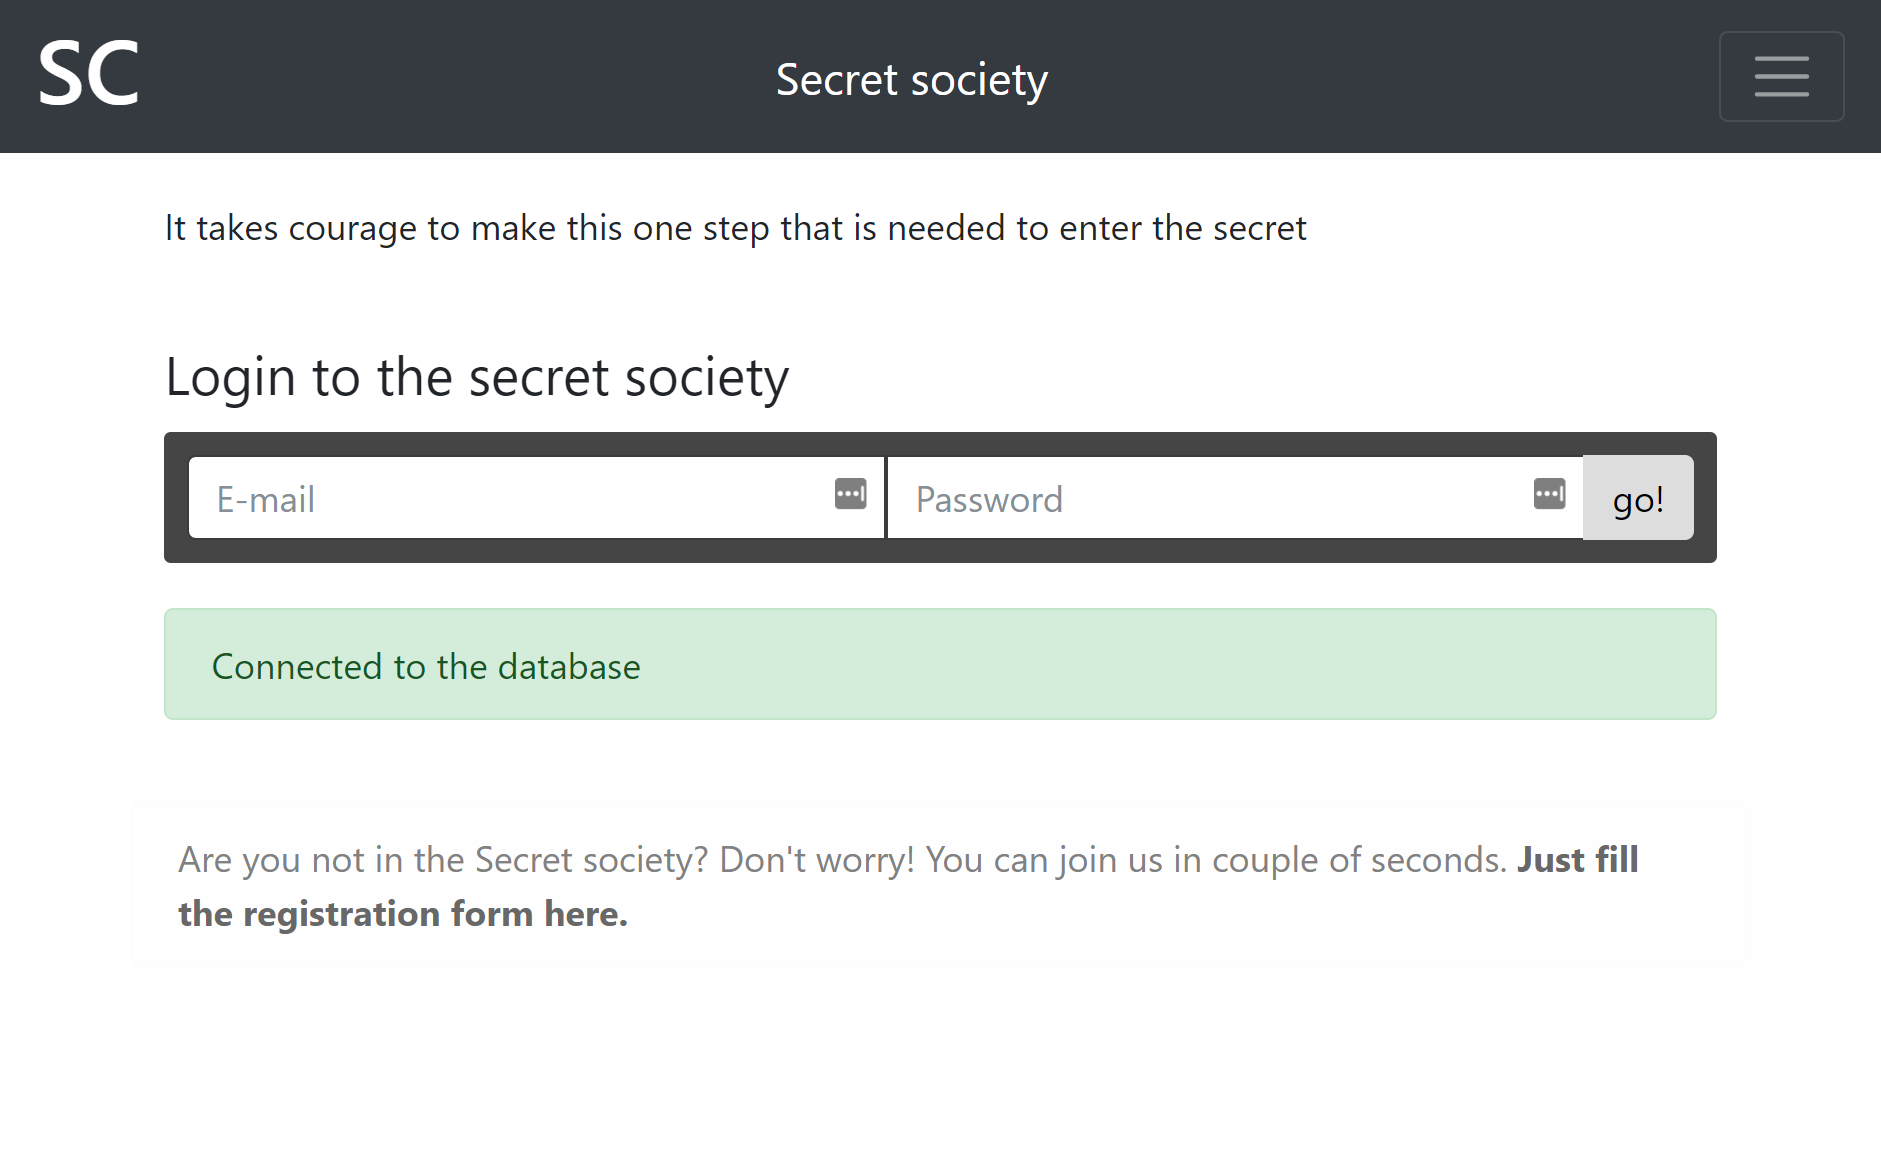 SC
Secret society
It takes courage to make this one step that is needed to enter the secret
Login to the secret society
E-mail
Password
go!
Connected to the database
Are you not in the Secret society? Don't worry! You can join us in couple of seconds. Just fill
the registration form here.